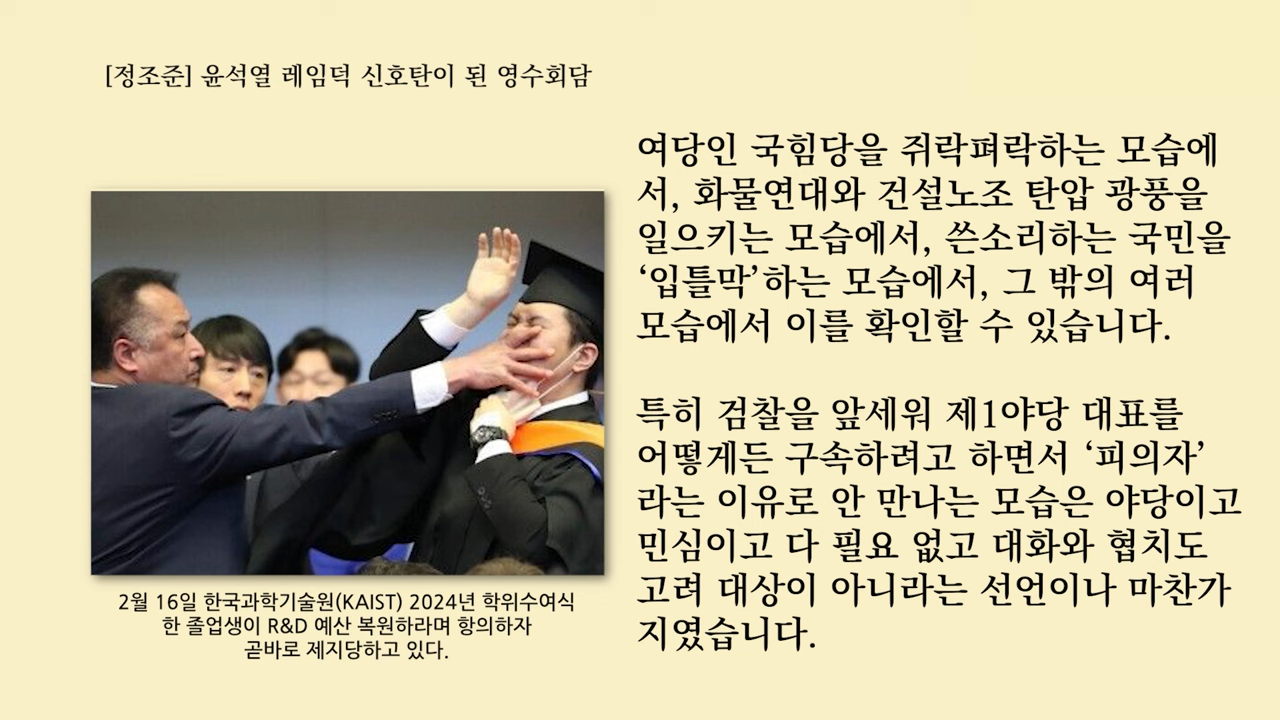 [정조준] 윤석열 레임덕 신호탄이 된 영수회담
여당인 국힘당을 쥐락펴락하는 모습에
서, 화물연대와 건설노조 탄압 광풍을
일으키는 모습에서, 쓴소리하는 국민을
‘입틀막’하는 모습에서, 그 밖의 여러
모습에서 이를 확인할 수 있습니다.
특히 검찰을 앞세워 제1야당 대표를
어떻게든 구속하려고 하면서 ‘피의자’
라는 이유로 안 만나는 모습은 야당이고
민심이고 다 필요 없고 대화와 협치도
고려 대상이 아니라는 선언이나 마찬가
지였습니다.
2월 16일 한국과학기술원(KAIST) 2024년 학위수여식
한 졸업생이 R&D 예산 복원하라며 항의하자
곧바로 제지당하고 있다.